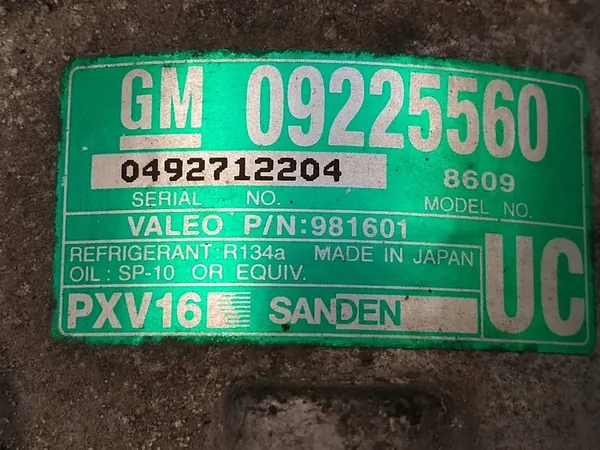 GM 09225560
0492712204 8609
SERIAL NO. MODEL NO.
VALEO P/N:981601
REFRIGERANT:R134a MADE IN JAPAN
OIL: SP-10 OR EQUIV.
UC
PXV16 SANDEN